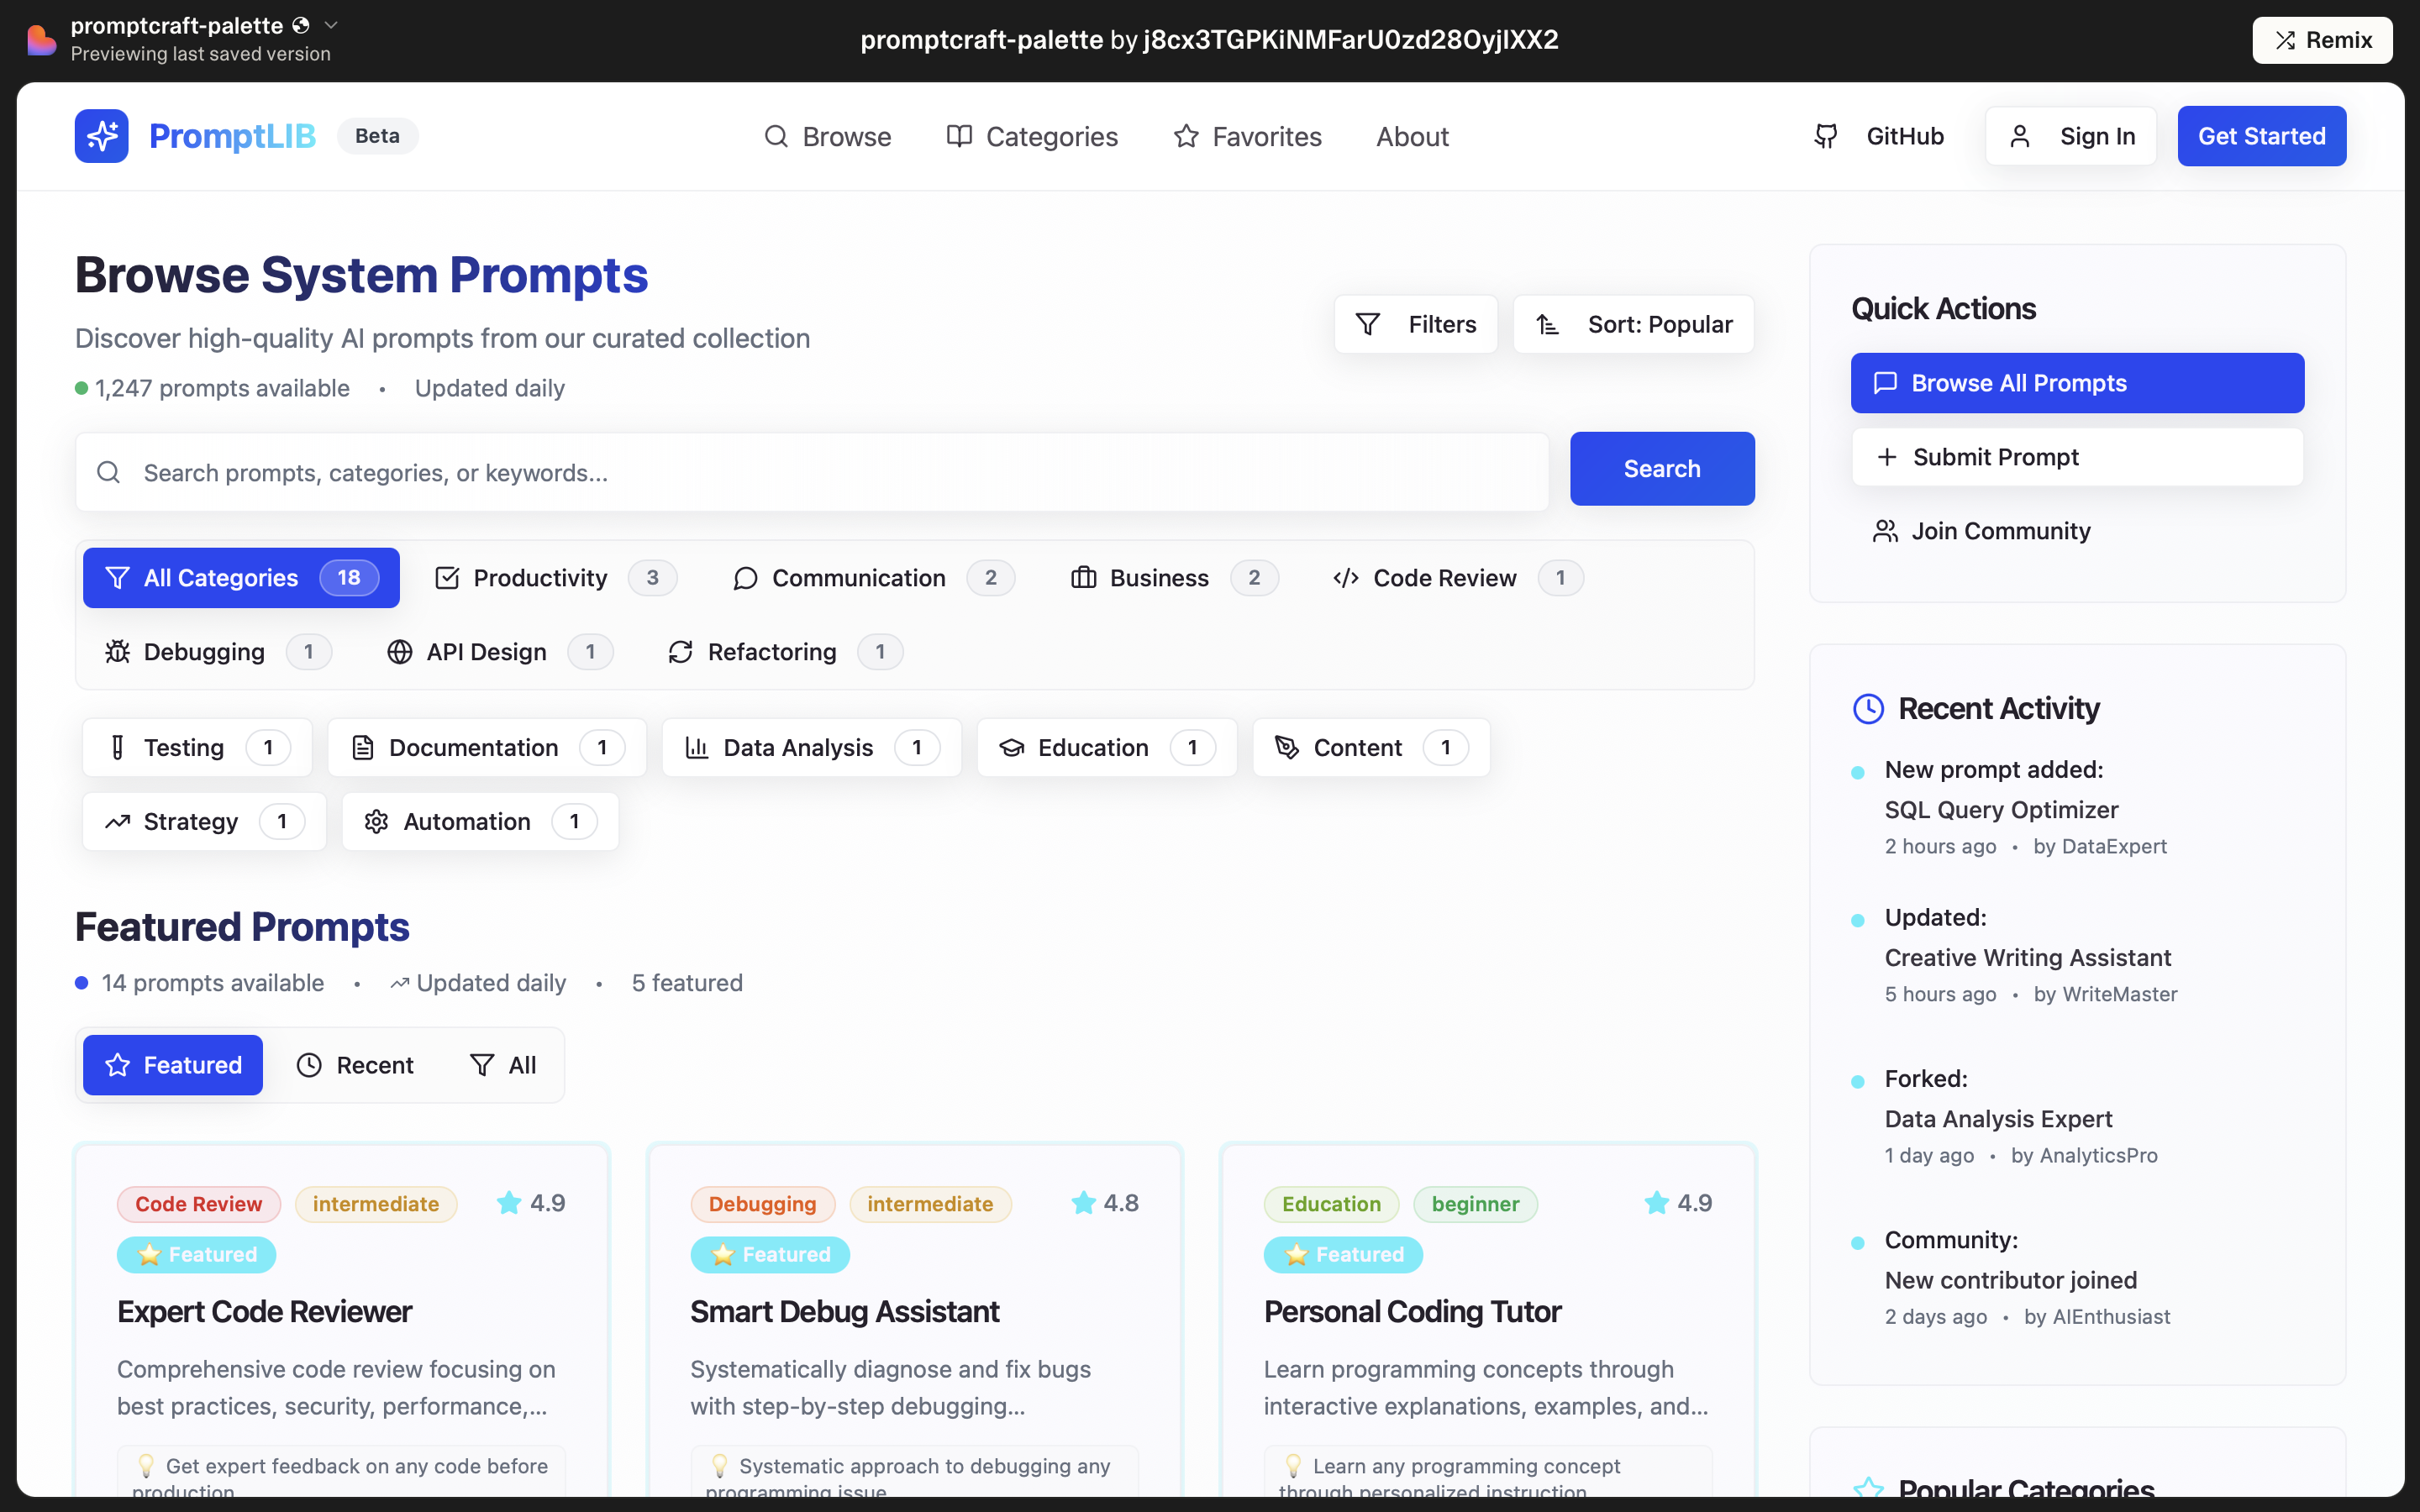 promptcraft-palette
Previewing last saved version
promptcraft-palette by j8cx3TGPKiNMFarU0zd28OyjIXX2
Remix
PromptLIB
Beta
Browse
Categories
Favorites
About
GitHub
Sign In
Get Started
Browse System Prompts
Discover high-quality AI prompts from our curated collection
1,247 prompts available • Updated daily
Filters
Sort: Popular
Search prompts, categories, or keywords...
Search
All Categories 18
Productivity 3
Communication 2
Business 2
Code Review 1
Debugging 1
API Design 1
Refactoring 1
Testing 1
Documentation 1
Data Analysis 1
Education 1
Content 1
Strategy 1
Automation 1
Featured Prompts
14 prompts available • Updated daily • 5 featured
Featured
Recent
All
Code Review
intermediate
4.9
Featured
Expert Code Reviewer
Comprehensive code review focusing on
best practices, security, performance,...
Get expert feedback on any code before
production
Debugging
intermediate
4.8
Featured
Smart Debug Assistant
Systematically diagnose and fix bugs
with step-by-step debugging...
Systematic approach to debugging any
programming issue
Education
beginner
4.9
Featured
Personal Coding Tutor
Learn programming concepts through
interactive explanations, examples, and...
Learn any programming concept
through personalized instruction
Quick Actions
Browse All Prompts
Submit Prompt
Join Community
Recent Activity
New prompt added:
SQL Query Optimizer
2 hours ago • by DataExpert
Updated:
Creative Writing Assistant
5 hours ago • by WriteMaster
Forked:
Data Analysis Expert
1 day ago • by AnalyticsPro
Community:
New contributor joined
2 days ago • by AIEnthusiast
Popular Categories